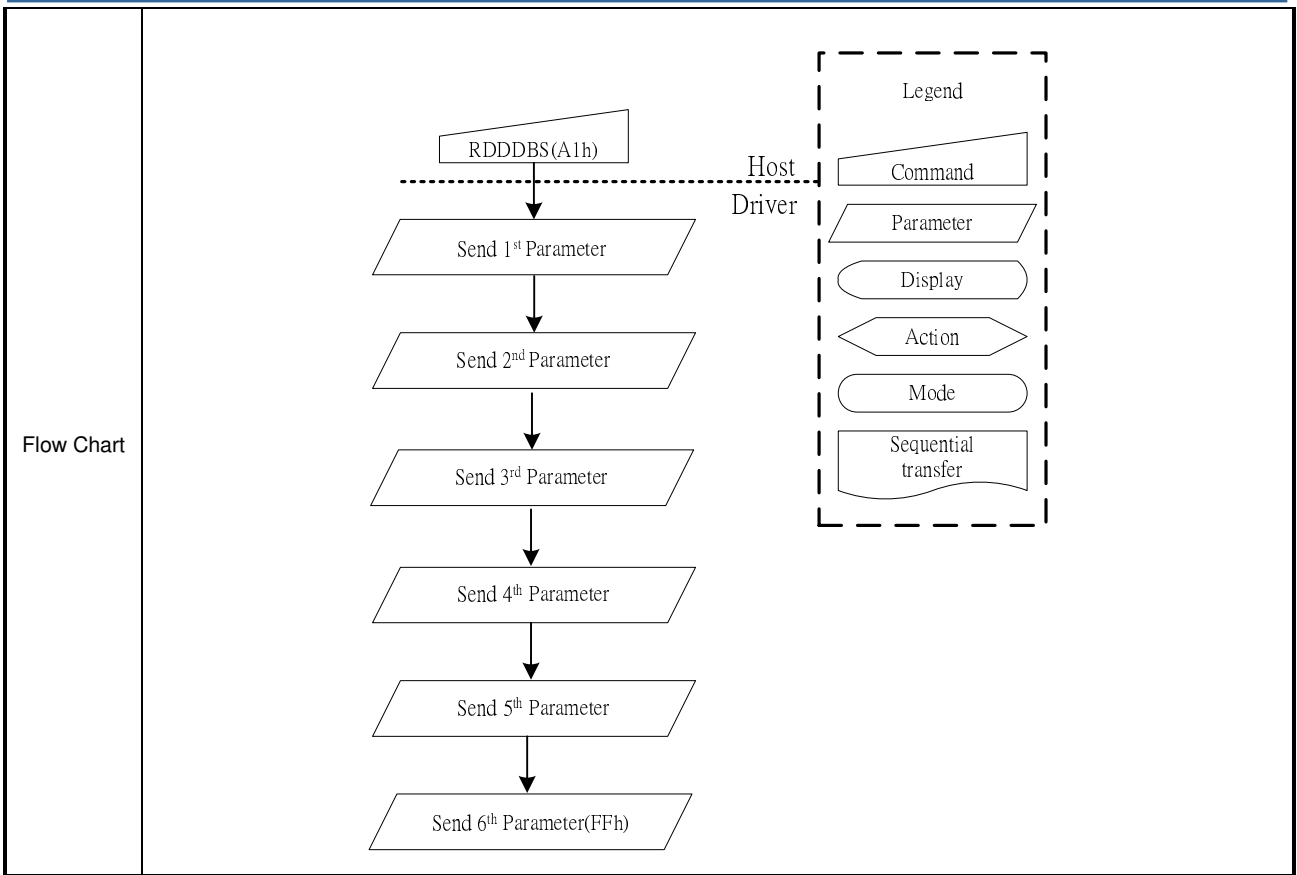 Flow Chart
RDDDBS(A1h)
Host
Driver
Send 1st Parameter
Send 2nd Parameter
Send 3rd Parameter
Send 4th Parameter
Send 5th Parameter
Send 6th Parameter(FFh)
Legend
Command
Parameter
Display
Action
Mode
Sequential
transfer